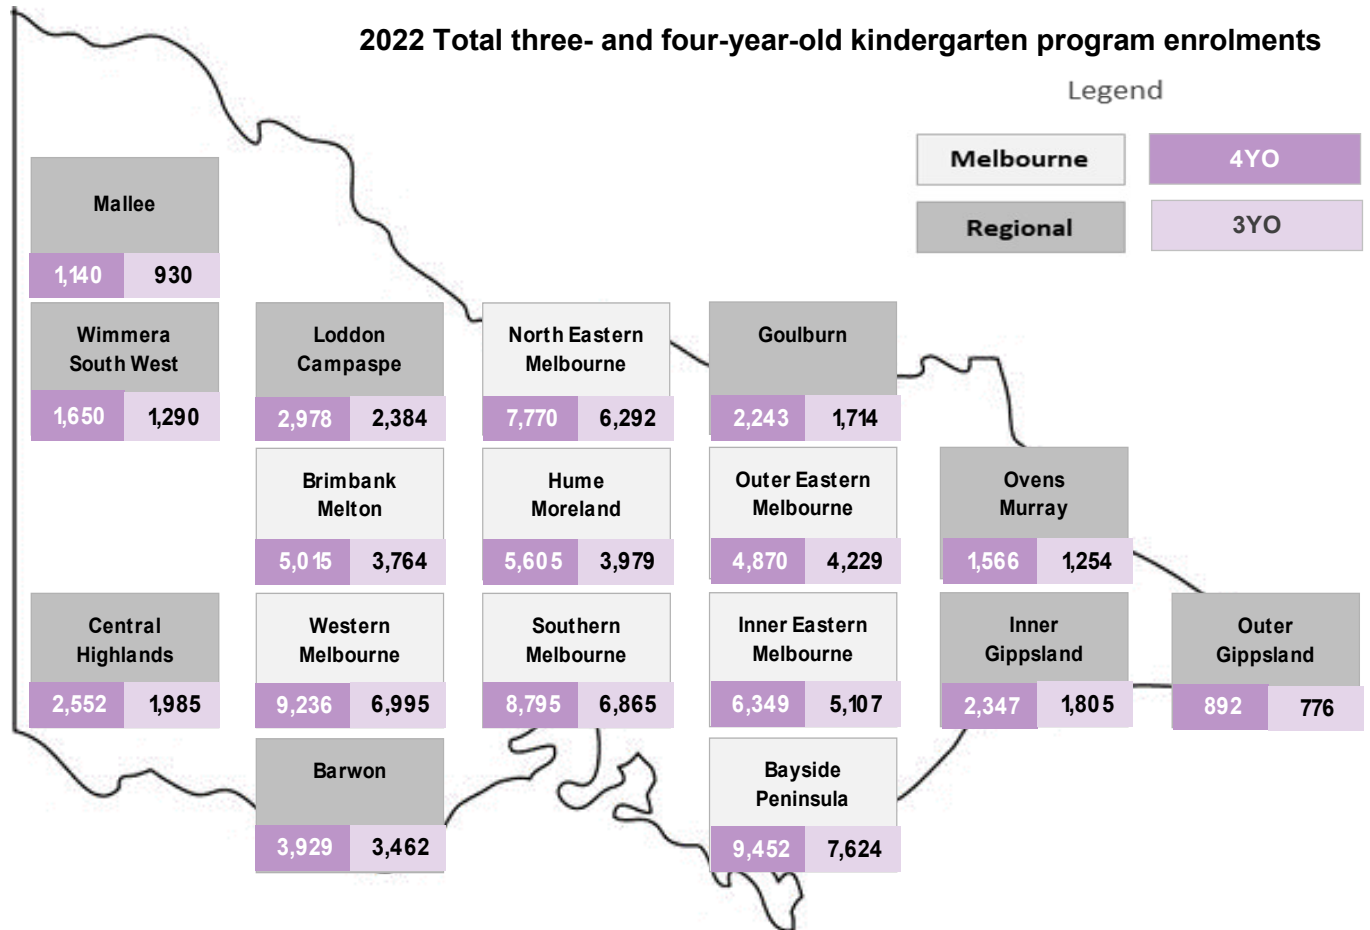 2022 Total three- and four-year-old kindergarten program enrolments
Legend
Melbourne
4YO
Regional
3YO
Mallee
1,140
930
Wimmera
South West
1,650
1,290
Loddon
Campaspe
2,978
2,384
North Eastern
Melbourne
7,770
6,292
Goulburn
2,243
1,714
Brimbank
Melton
5,015
3,764
Hume
Moreland
5,605
3,979
Outer Eastern
Melbourne
4,870
4,229
Ovens
Murray
1,566
1,254
Central
Highlands
2,552
1,985
Western
Melbourne
9,236
6,995
Southern
Melbourne
8,795
6,865
Inner Eastern
Melbourne
6,349
5,107
Inner
Gippsland
2,347
1,805
Outer
Gippsland
892
776
Barwon
3,929
3,462
Bayside
Peninsula
9,452
7,624